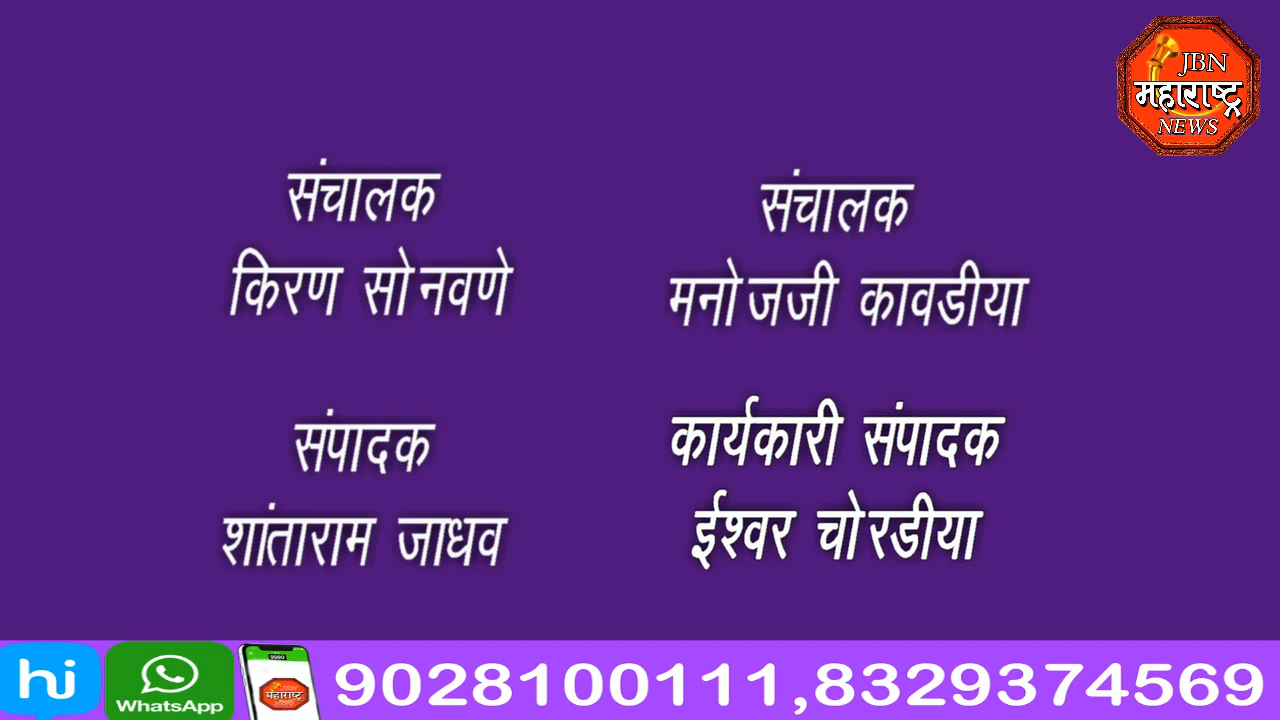 JBN
महाराष्ट्र
NEWS
संचालक
किरण सोनवणे
संचालक
मनोजजी कावडीया
संपादक
शांताराम जाधव
कार्यकारी संपादक
ईश्वर चोरडीया
hi
WhatsApp
महाराष्ट्र
9028100111,8329374569